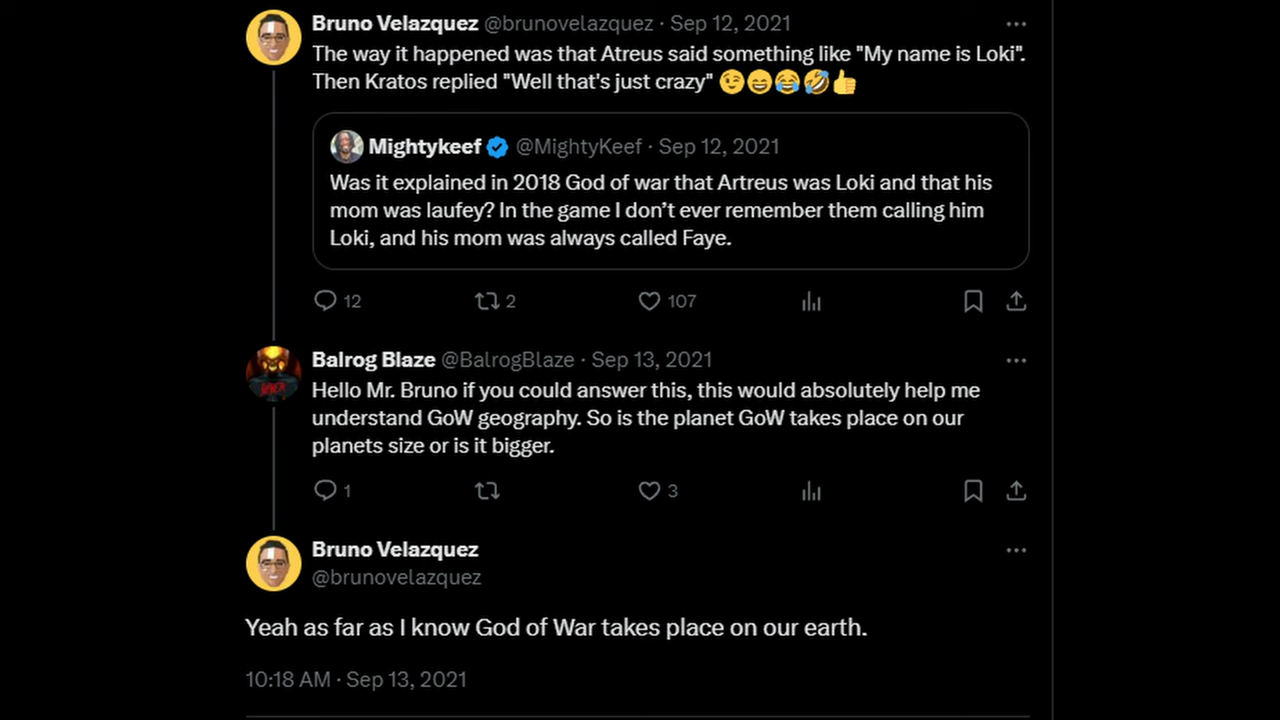 Bruno Velazquez @brunovelazquez · Sep 12, 2021
The way it happened was that Atreus said something like "My name is Loki".
Then Kratos replied "Well that's just crazy" 😉😄😂🤣👍
Mightykeef @MightyKeef · Sep 12, 2021
Was it explained in 2018 God of war that Artreus was Loki and that his
mom was laufey? In the game I don’t ever remember them calling him
Loki, and his mom was always called Faye.
12 2 107
Balrog Blaze @BalrogBlaze · Sep 13, 2021
Hello Mr. Bruno if you could answer this, this would absolutely help me
understand GoW geography. So is the planet GoW takes place on our
planets size or is it bigger.
1 3
Bruno Velazquez
@brunovelazquez
Yeah as far as I know God of War takes place on our earth.
10:18 AM · Sep 13, 2021